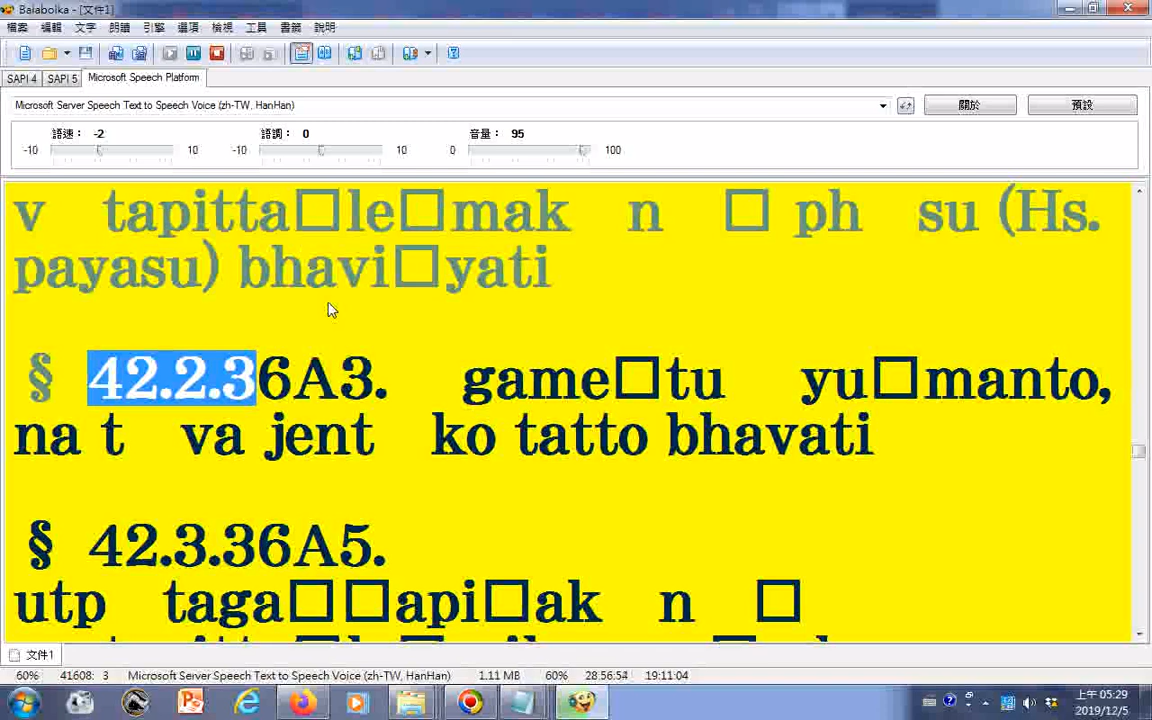 Balabolka - [文件1]
檔案 編輯 文字 朗讀 引擎 選項 檢視 工具 書籤 說明
SAPI 4 SAPI 5 Microsoft Speech Platform
Microsoft Server Speech Text to Speech Voice (zh-TW, HanHan) 關於 預設
語速： -2 語調： 0 音量： 95
-10 10 -10 10 0 100
v tapitta□le□mak n □ ph su (Hs.
payasu) bhavi□yati
§ 42.2.36A3. game□tu yu□manto,
na t va jent ko tatto bhavati
§ 42.3.36A5.
utp taga□□api□ak n □
文件1
60% 41608: 3 Microsoft Server Speech Text to Speech Voice (zh-TW, HanHan) 1.11 MB 60% 28:56:54 19:11:04
上午 05:29
2019/12/5